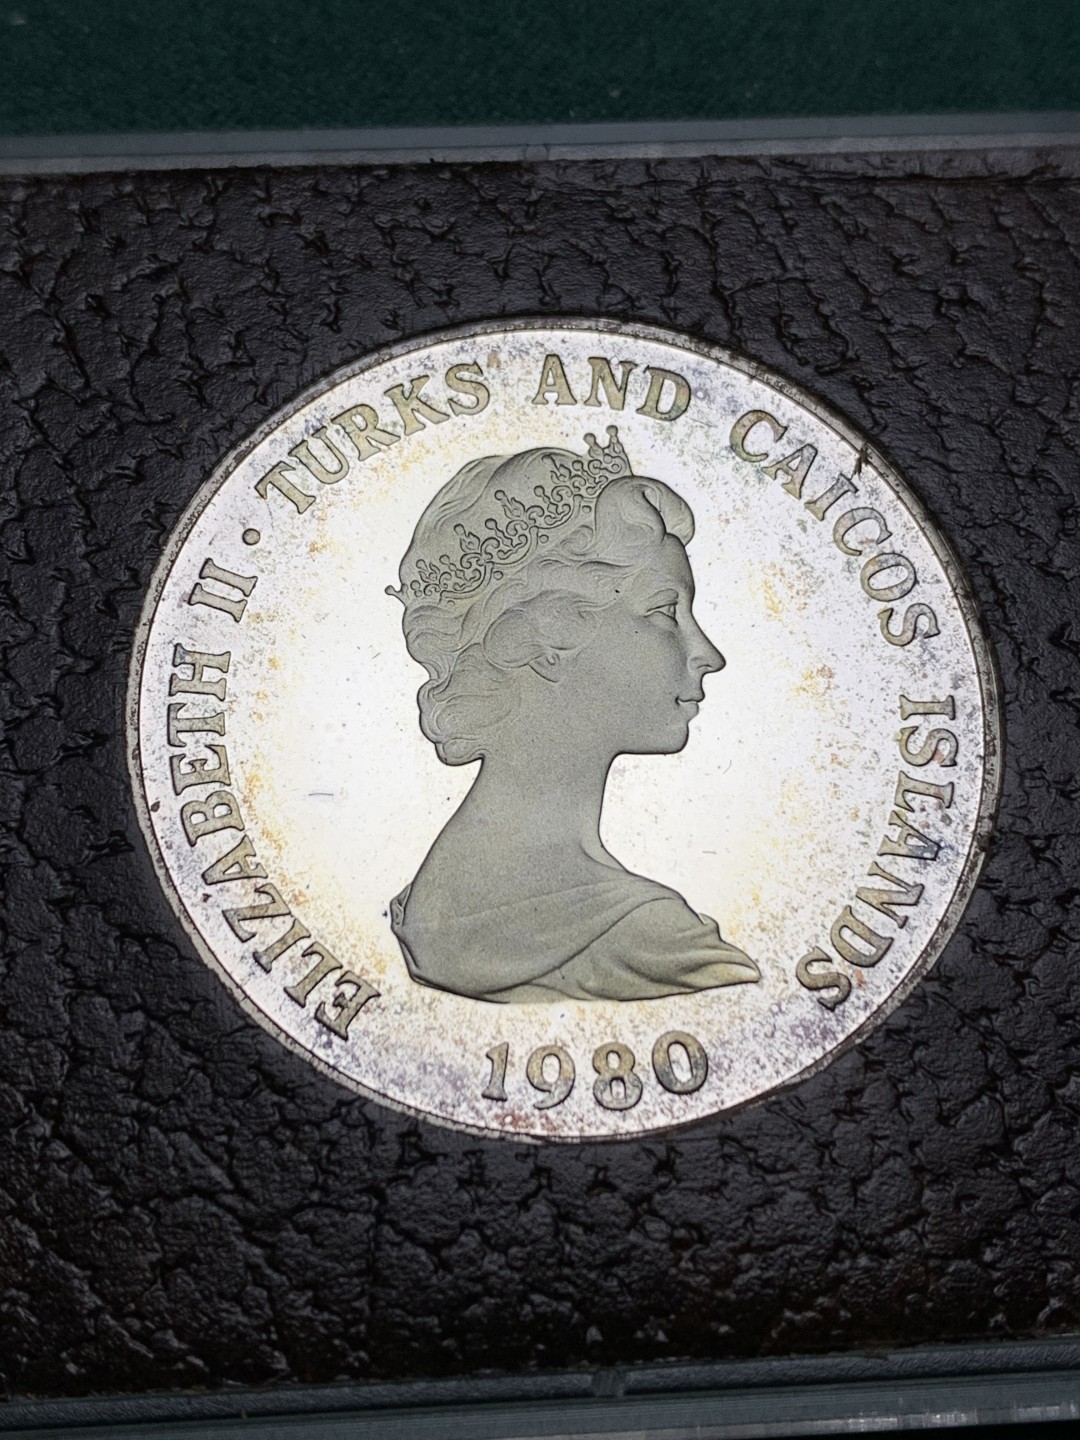 ELIZABETH II · TURKS AND CAICOS ISLANDS
1980